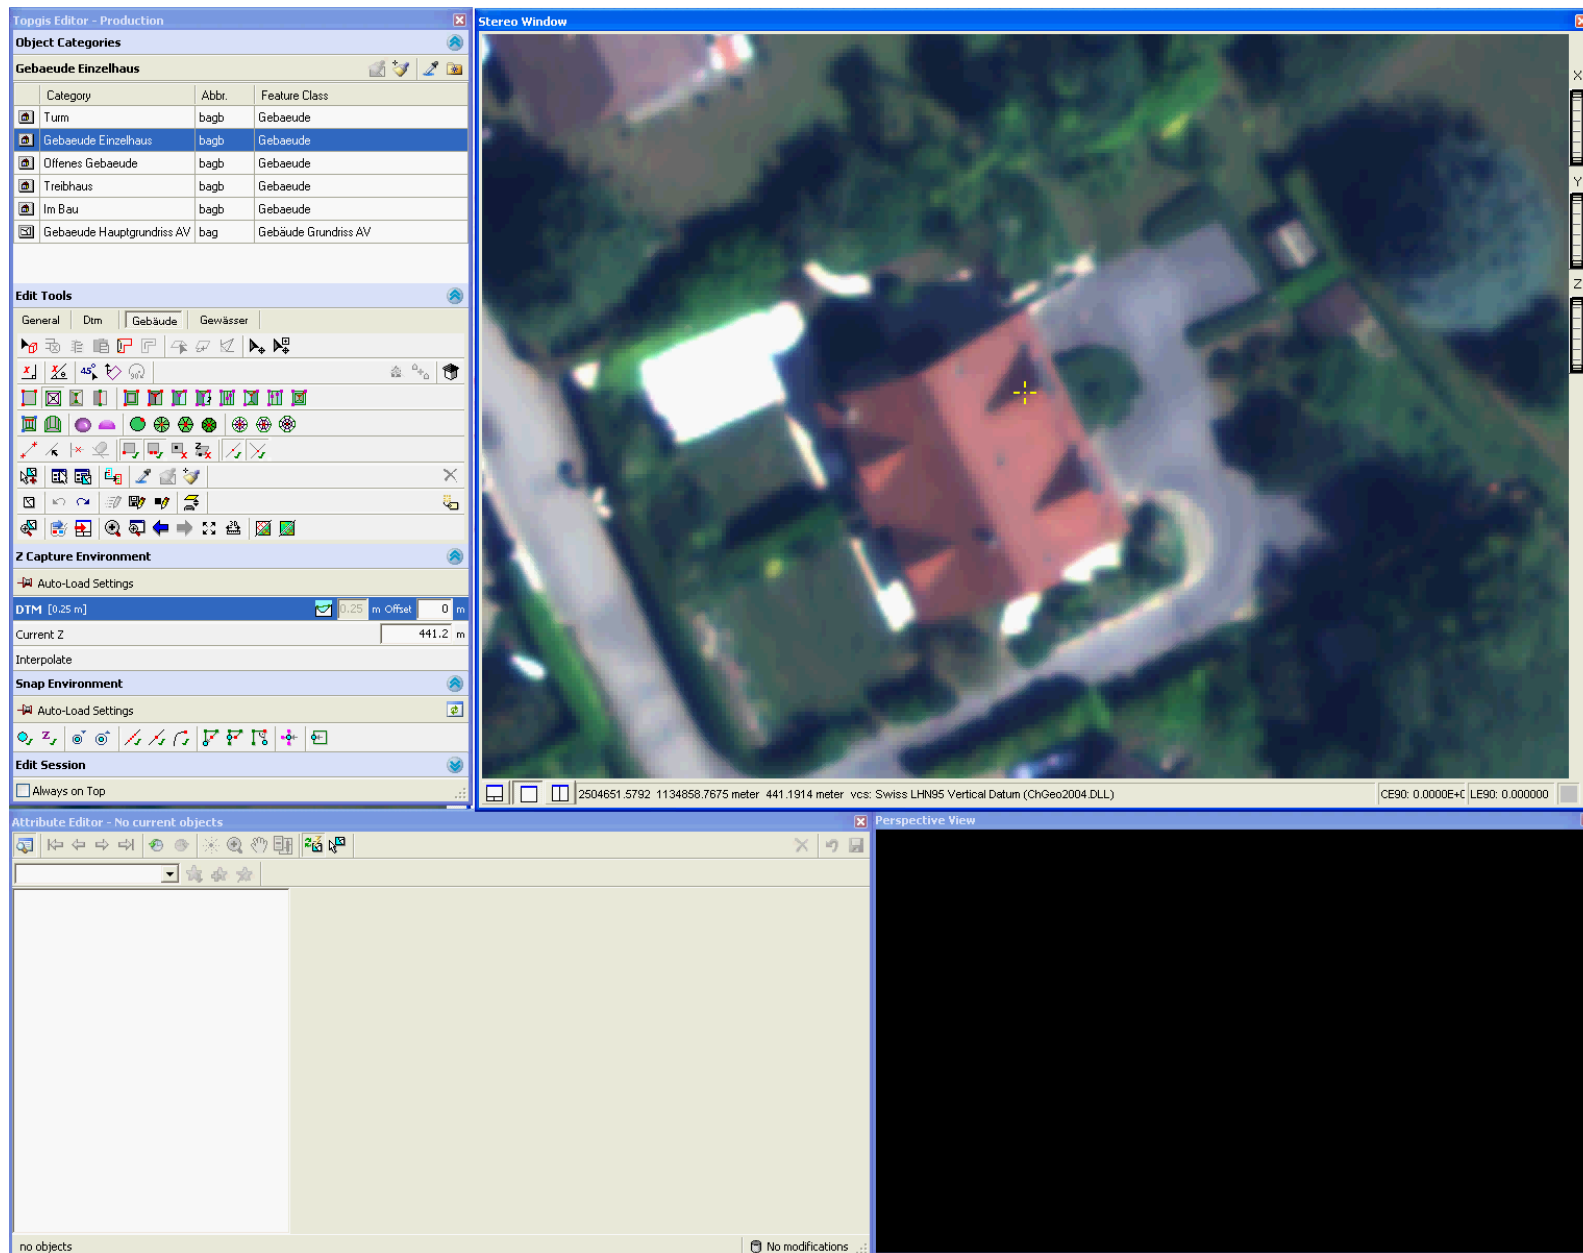 Topgis Editor - Production
Object Categories
Gebaeude Einzelhaus
Category Abbr. Feature Class
Turm bagb Gebaeude
Gebaeude Einzelhaus bagb Gebaeude
Offenes Gebaeude bagb Gebaeude
Treibhaus bagb Gebaeude
Im Bau bagb Gebaeude
Gebaeude Hauptgrundriss AV bag Gebäude Grundriss AV
Edit Tools
General Dtm Gebäude Gewässer
Z Capture Environment
Auto-Load Settings
DTM [0.25 m] 0.25 m Offset 0 m
Current Z 441.2 m
Interpolate
Snap Environment
Auto-Load Settings
Edit Session
Always on Top
Stereo Window
X
Y
Z
2504651.5792 1134858.7675 meter 441.1914 meter vcs: Swiss LHN95 Vertical Datum (ChGeo2004.DLL) CE90: 0.0000E+C LE90: 0.000000
Attribute Editor - No current objects
no objects No modifications
Perspective View